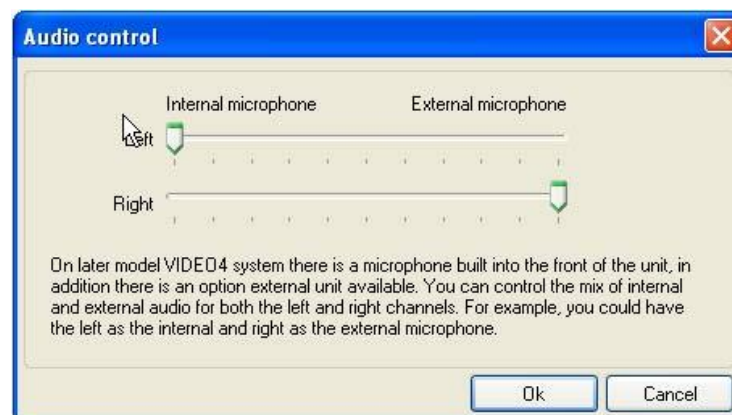 Audio control
Internal microphone External microphone
Left
Right
On later model VIDEO4 system there is a microphone built into the front of the unit, in
addition there is an option external unit available. You can control the mix of internal
and external audio for both the left and right channels. For example, you could have
the left as the internal and right as the external microphone.
Ok Cancel